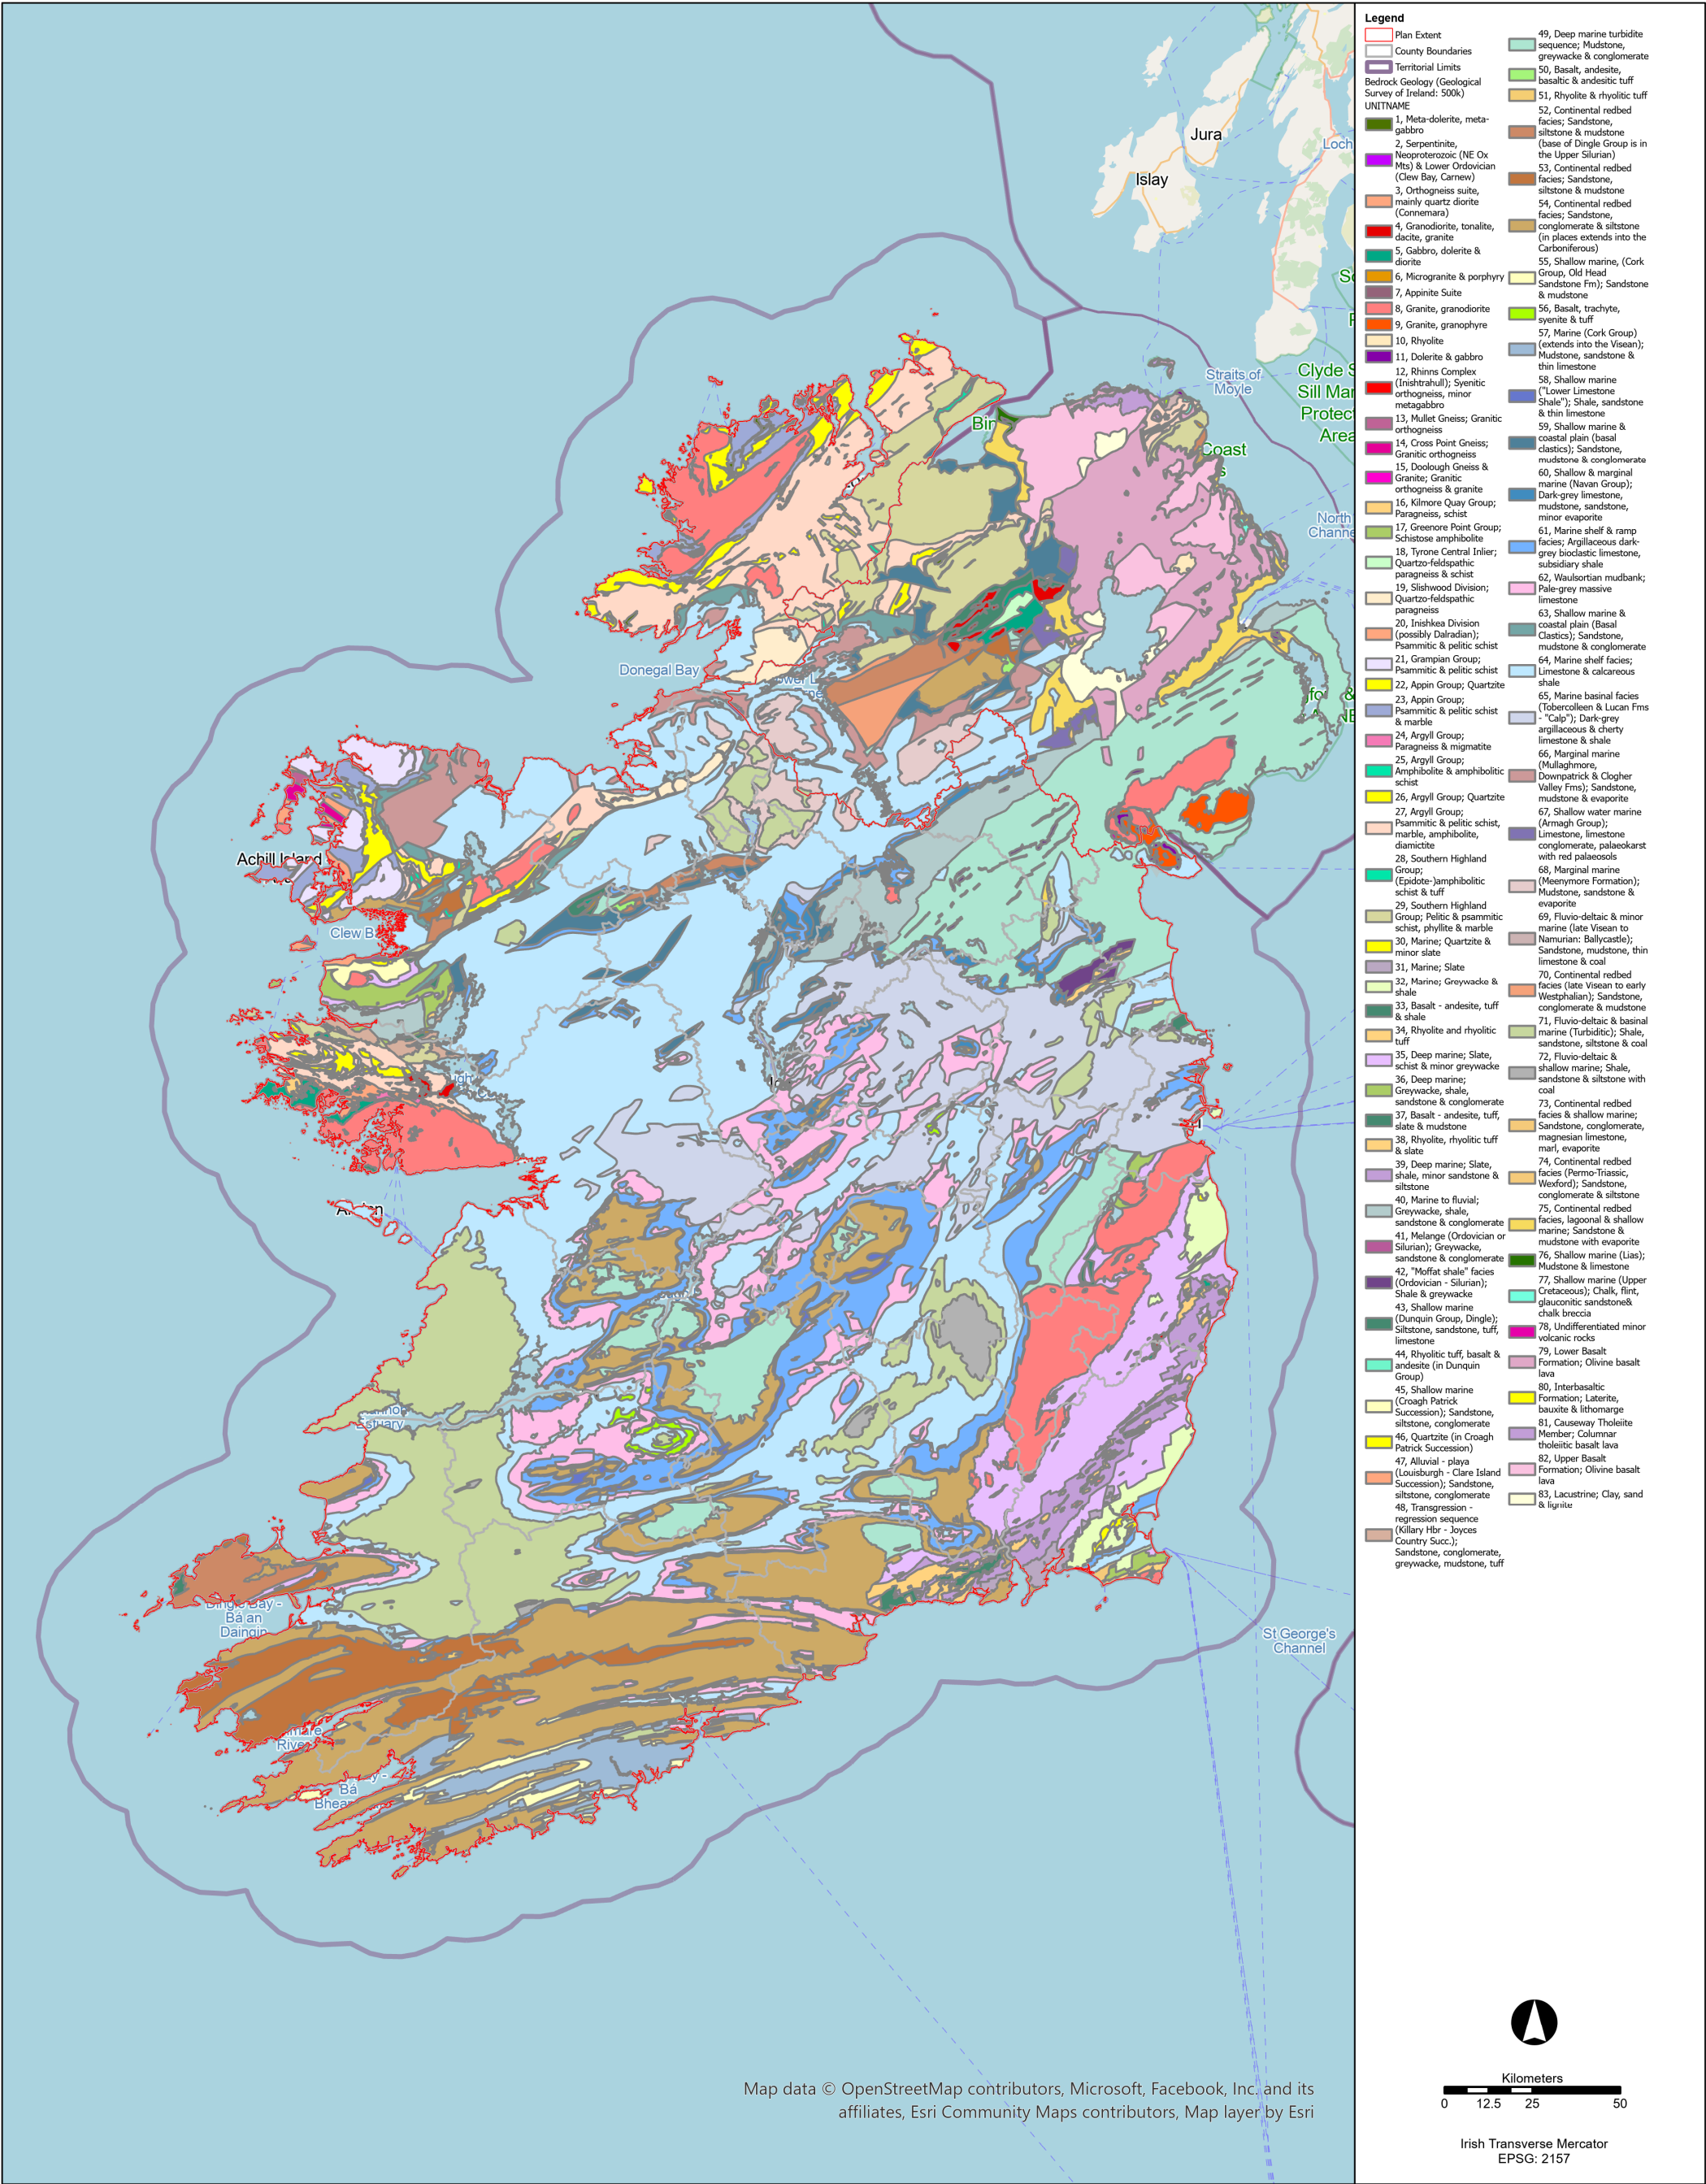 Jura
Islay
Loch
Straits of
Moyle
Clyde S
Sill Mar
Protect
Area
Coast
s
North
Channe
Bin
Donegal Bay
Achill Island
Clew B
St George's
Channel
Bá an
Daingin
Bá
Map data © OpenStreetMap contributors, Microsoft, Facebook, Inc. and its
affiliates, Esri Community Maps contributors, Map layer by Esri
Legend
Plan Extent
County Boundaries
Territorial Limits
Bedrock Geology (Geological
Survey of Ireland: 500k)
UNITNAME
1, Meta-dolerite, meta-
gabbro
2, Serpentinite,
Neoproterozoic (NE Ox
Mts) & Lower Ordovician
(Clew Bay, Carnew)
3, Orthogneiss suite,
mainly quartz diorite
(Connemara)
4, Granodiorite, tonalite,
dacite, granite
5, Gabbro, dolerite &
diorite
6, Microgranite & porphyry
7, Appinite Suite
8, Granite, granodiorite
9, Granite, granophyre
10, Rhyolite
11, Dolerite & gabbro
12, Rhinns Complex
(Inishtrahull); Syenitic
orthogneiss, minor
metagabbro
13, Mullet Gneiss; Granitic
orthogneiss
14, Cross Point Gneiss;
Granitic orthogneiss
15, Doolough Gneiss &
Granite; Granitic
orthogneiss & granite
16, Kilmore Quay Group;
Paragneiss, schist
17, Greenore Point Group;
Schistose amphibolite
18, Tyrone Central Inlier;
Quartzo-feldspathic
paragneiss & schist
19, Slishwood Division;
Quartzo-feldspathic
paragneiss
20, Inishkea Division
(possibly Dalradian);
Psammitic & pelitic schist
21, Grampian Group;
Psammitic & pelitic schist
22, Appin Group; Quartzite
23, Appin Group;
Psammitic & pelitic schist
& marble
24, Argyll Group;
Paragneiss & migmatite
25, Argyll Group;
Amphibolite & amphibolitic
schist
26, Argyll Group; Quartzite
27, Argyll Group;
Psammitic & pelitic schist,
marble, amphibolite,
diamictite
28, Southern Highland
Group;
(Epidote-)amphibolitic
schist & tuff
29, Southern Highland
Group; Pelitic & psammitic
schist, phyllite & marble
30, Marine; Quartzite &
minor slate
31, Marine; Slate
32, Marine; Greywacke &
shale
33, Basalt - andesite, tuff
& shale
34, Rhyolite and rhyolitic
tuff
35, Deep marine; Slate,
schist & minor greywacke
36, Deep marine;
Greywacke, shale,
sandstone & conglomerate
37, Basalt - andesite, tuff,
slate & mudstone
38, Rhyolite, rhyolitic tuff
& slate
39, Deep marine; Slate,
shale, minor sandstone &
siltstone
40, Marine to fluvial;
Greywacke, shale,
sandstone & conglomerate
41, Melange (Ordovician or
Silurian); Greywacke,
sandstone & conglomerate
42, "Moffat shale" facies
(Ordovician - Silurian);
Shale & greywacke
43, Shallow marine
(Dunquin Group, Dingle);
Siltstone, sandstone, tuff,
limestone
44, Rhyolitic tuff, basalt &
andesite (in Dunquin
Group)
45, Shallow marine
(Croagh Patrick
Succession); Sandstone,
siltstone, conglomerate
46, Quartzite (in Croagh
Patrick Succession)
47, Alluvial - playa
(Louisburgh - Clare Island
Succession); Sandstone,
siltstone, conglomerate
48, Transgression -
regression sequence
(Killary Hbr - Joyces
Country Succ.);
Sandstone, conglomerate,
greywacke, mudstone, tuff
49, Deep marine turbidite
sequence; Mudstone,
greywacke & conglomerate
50, Basalt, andesite,
basaltic & andesitic tuff
51, Rhyolite & rhyolitic tuff
52, Continental redbed
facies; Sandstone,
siltstone & mudstone
(base of Dingle Group is in
the Upper Silurian)
53, Continental redbed
facies; Sandstone,
siltstone & mudstone
54, Continental redbed
facies; Sandstone,
conglomerate & siltstone
(in places extends into the
Carboniferous)
55, Shallow marine, (Cork
Group, Old Head
Sandstone Fm); Sandstone
& mudstone
56, Basalt, trachyte,
syenite & tuff
57, Marine (Cork Group)
(extends into the Visean);
Mudstone, sandstone &
thin limestone
58, Shallow marine
("Lower Limestone
Shale"); Shale, sandstone
& thin limestone
59, Shallow marine &
coastal plain (basal
clastics); Sandstone,
mudstone & conglomerate
60, Shallow & marginal
marine (Navan Group);
Dark-grey limestone,
mudstone, sandstone,
minor evaporite
61, Marine shelf & ramp
facies; Argillaceous dark-
grey bioclastic limestone,
subsidiary shale
62, Waulsortian mudbank;
Pale-grey massive
limestone
63, Shallow marine &
coastal plain (Basal
Clastics); Sandstone,
mudstone & conglomerate
64, Marine shelf facies;
Limestone & calcareous
shale
65, Marine basinal facies
(Tobercolleen & Lucan Fms
- "Calp"); Dark-grey
argillaceous & cherty
limestone & shale
66, Marginal marine
(Mullaghmore,
Downpatrick & Clogher
Valley Fms); Sandstone,
mudstone & evaporite
67, Shallow water marine
(Armagh Group);
Limestone, limestone
conglomerate, palaeokarst
with red palaeosols
68, Marginal marine
(Meenymore Formation);
Mudstone, sandstone &
evaporite
69, Fluvio-deltaic & minor
marine (late Visean to
Namurian: Ballycastle);
Sandstone, mudstone, thin
limestone & coal
70, Continental redbed
facies (late Visean to early
Westphalian); Sandstone,
conglomerate & mudstone
71, Fluvio-deltaic & basinal
marine (Turbiditic); Shale,
sandstone, siltstone & coal
72, Fluvio-deltaic &
shallow marine; Shale,
sandstone & siltstone with
coal
73, Continental redbed
facies & shallow marine;
Sandstone, conglomerate,
magnesian limestone,
marl, evaporite
74, Continental redbed
facies (Permo-Triassic,
Wexford); Sandstone,
conglomerate & siltstone
75, Continental redbed
facies, lagoonal & shallow
marine; Sandstone &
mudstone with evaporite
76, Shallow marine (Lias);
Mudstone & limestone
77, Shallow marine (Upper
Cretaceous); Chalk, flint,
glauconitic sandstone&
chalk breccia
78, Undifferentiated minor
volcanic rocks
79, Lower Basalt
Formation; Olivine basalt
lava
80, Interbasaltic
Formation; Laterite,
bauxite & lithomarge
81, Causeway Tholeiite
Member; Columnar
tholeiitic basalt lava
82, Upper Basalt
Formation; Olivine basalt
lava
83, Lacustrine; Clay, sand
& lignite
Kilometers
0 12.5 25 50
Irish Transverse Mercator
EPSG: 2157